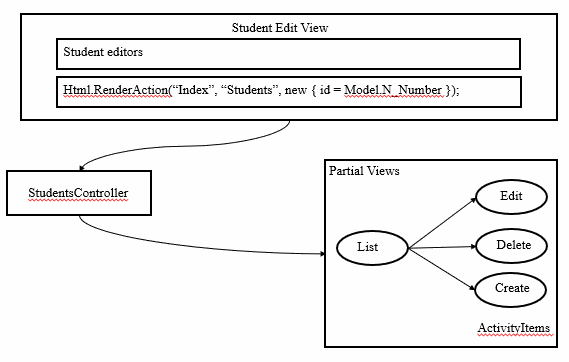 Student Edit View
Student editors
Html.RenderAction(“Index”, “Students”, new { id = Model.N_Number });
StudentsController
Partial Views
Edit
List
Delete
Create
ActivityItems